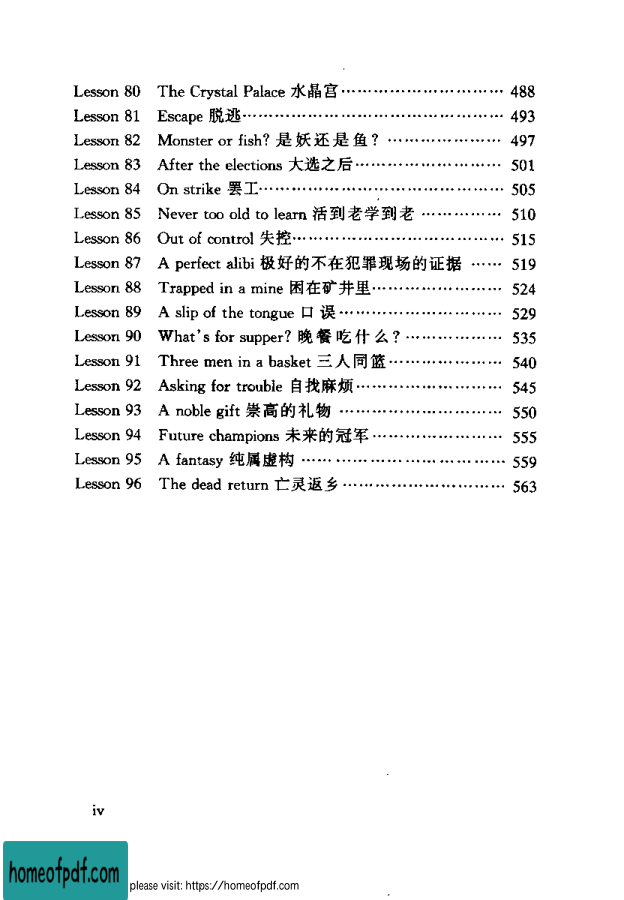 Lesson 80 The Crystal Palace 水晶宫 …………………………… 488
Lesson 81 Escape 脱逃 …………………………………………… 493
Lesson 82 Monster or fish? 是妖还是鱼? ………………… 497
Lesson 83 After the elections 大选之后 ………………………… 501
Lesson 84 On strike 罢工 ………………………………………… 505
Lesson 85 Never too old to learn 活到老学到老 …………… 510
Lesson 86 Out of control 失控 ………………………………… 515
Lesson 87 A perfect alibi 极好的不在犯罪现场的证据 …… 519
Lesson 88 Trapped in a mine 困在矿井里 …………………… 524
Lesson 89 A slip of the tongue 口 误 ………………………… 529
Lesson 90 What's for supper? 晚餐吃什么? ……………… 535
Lesson 91 Three men in a basket 三人同篮 ………………… 540
Lesson 92 Asking for trouble 自找麻烦 ……………………… 545
Lesson 93 A noble gift 崇高的礼物 ………………………… 550
Lesson 94 Future champions 未来的冠军 …………………… 555
Lesson 95 A fantasy 纯属虚构 ………………………………… 559
Lesson 96 The dead return 亡灵返乡 ………………………… 563
iv
homeofpdf.com
please visit: https://homeofpdf.com